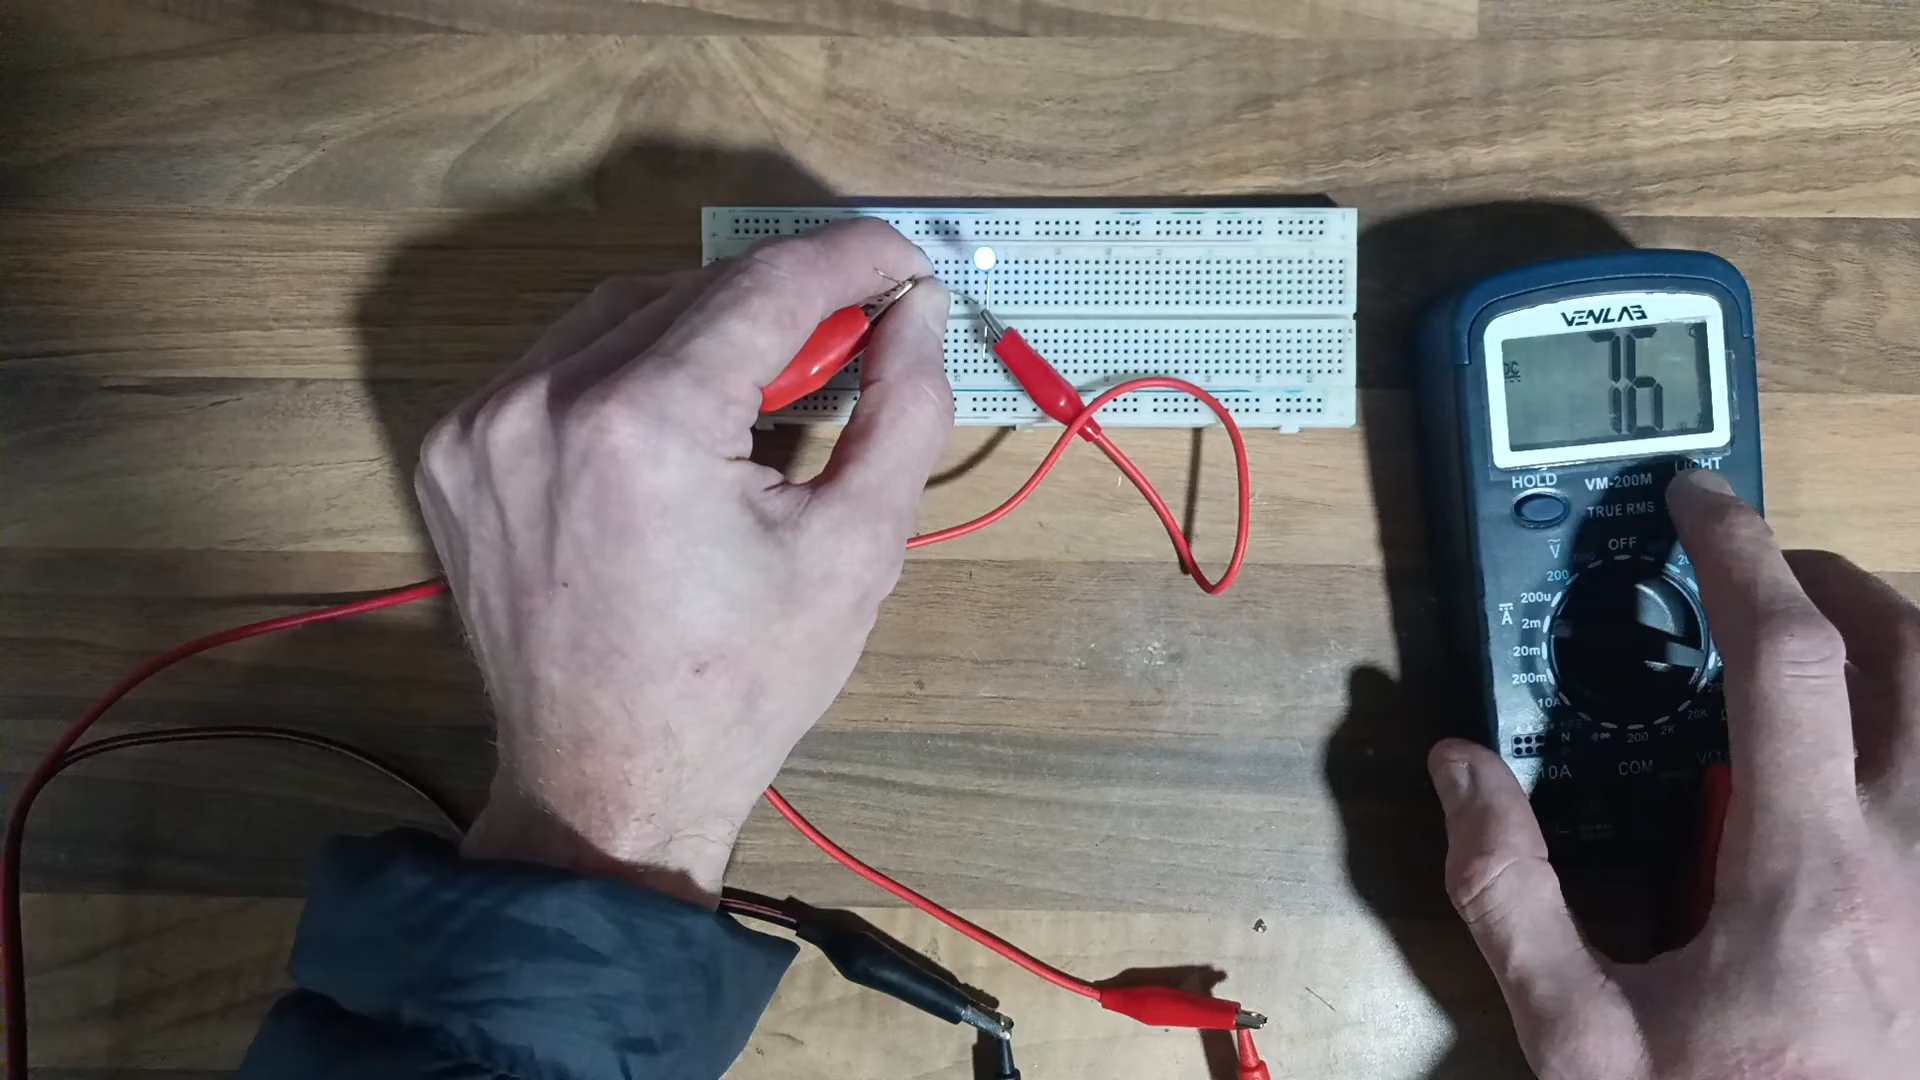 VENLAB
DC
76
LIGHT
HOLD
VM-200M
TRUE RMS
OFF
V
200
200u
A
2m
20m
200m
10A
N
200
2K
20K
10A
COM